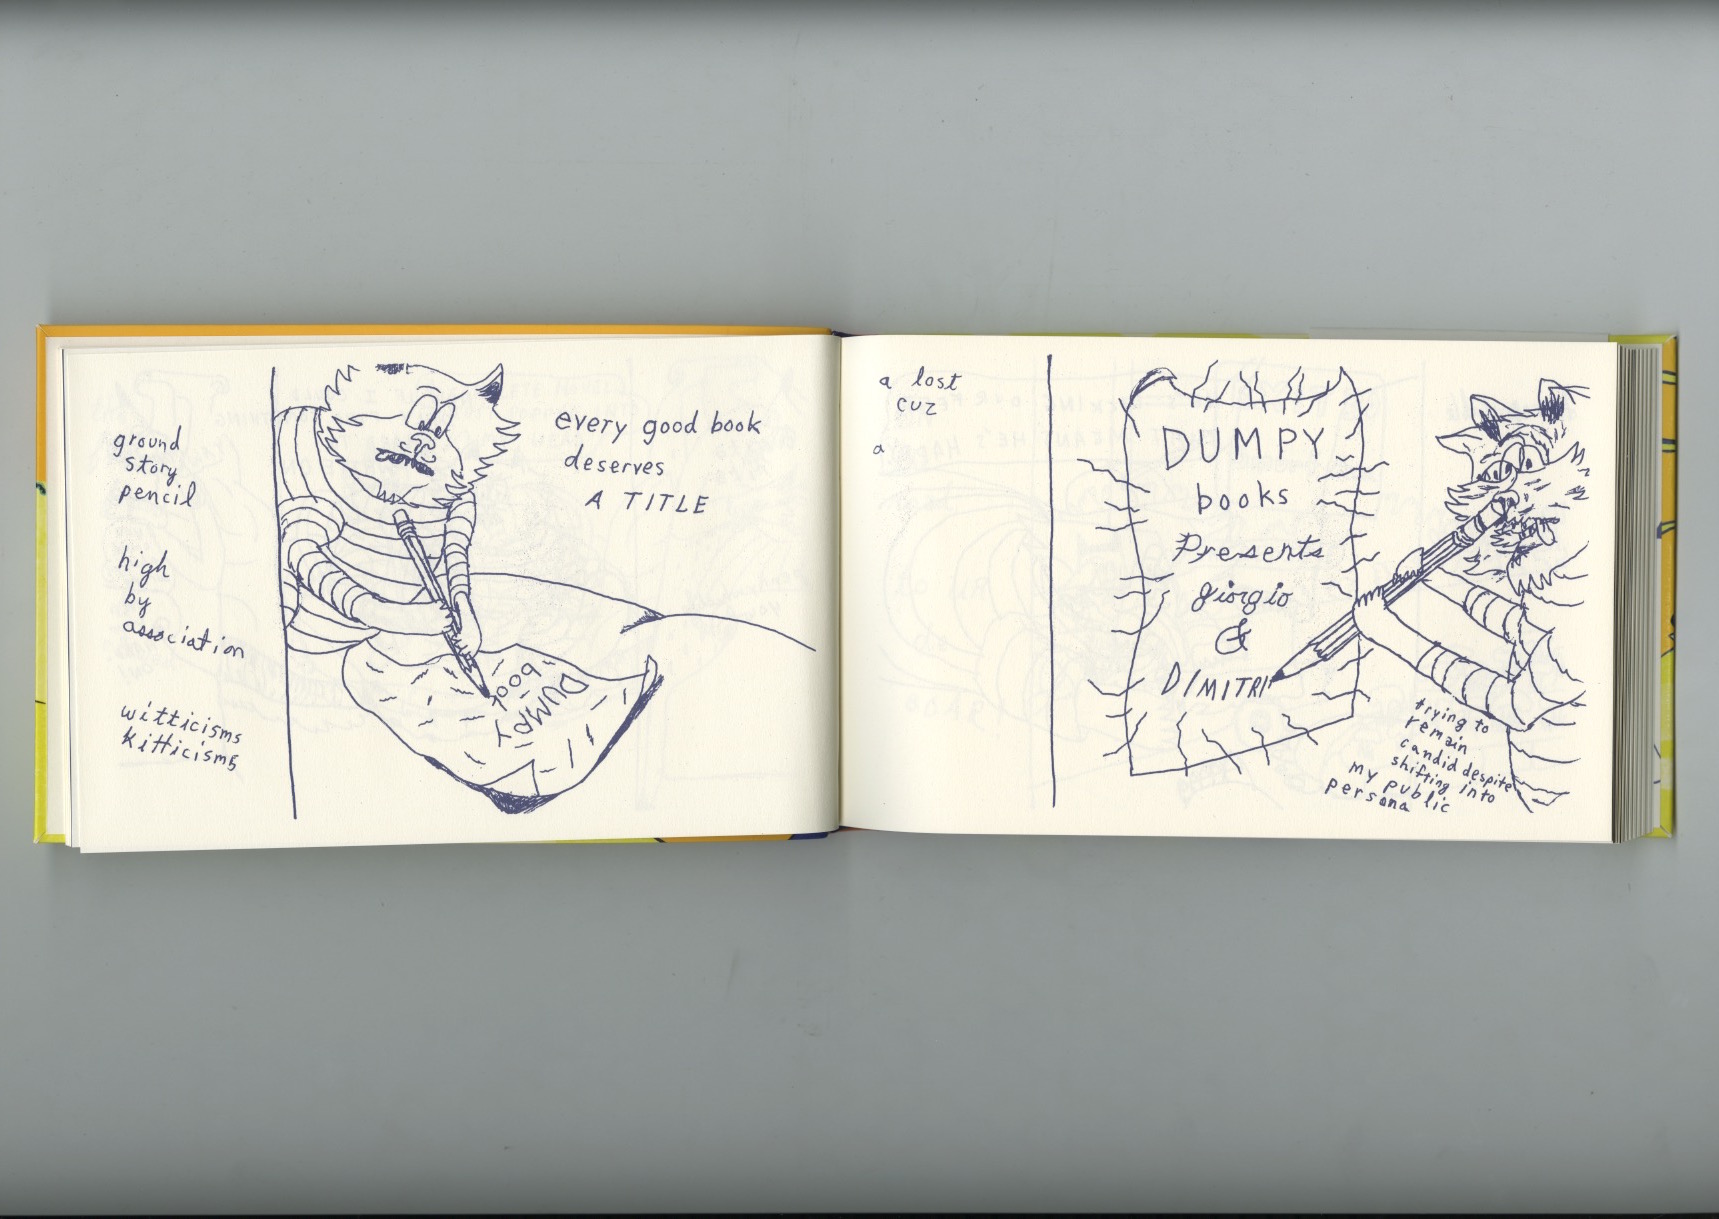 ground
story
pencil
high
by
association
witticisms
kitticisms
every good book
deserves
A TITLE
DUMPY
boo
a lost
cuz
a
DUMPY
books
Presents
giorgio
&
DIMITRI
trying to
remain
candid despite
shifting into
my public
persona